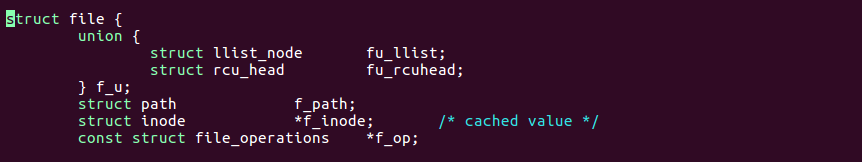 struct file {
        union {
                struct llist_node       fu_llist;
                struct rcu_head         fu_rcuhead;
        } f_u;
        struct path             f_path;
        struct inode            *f_inode;       /* cached value */
        const struct file_operations    *f_op;